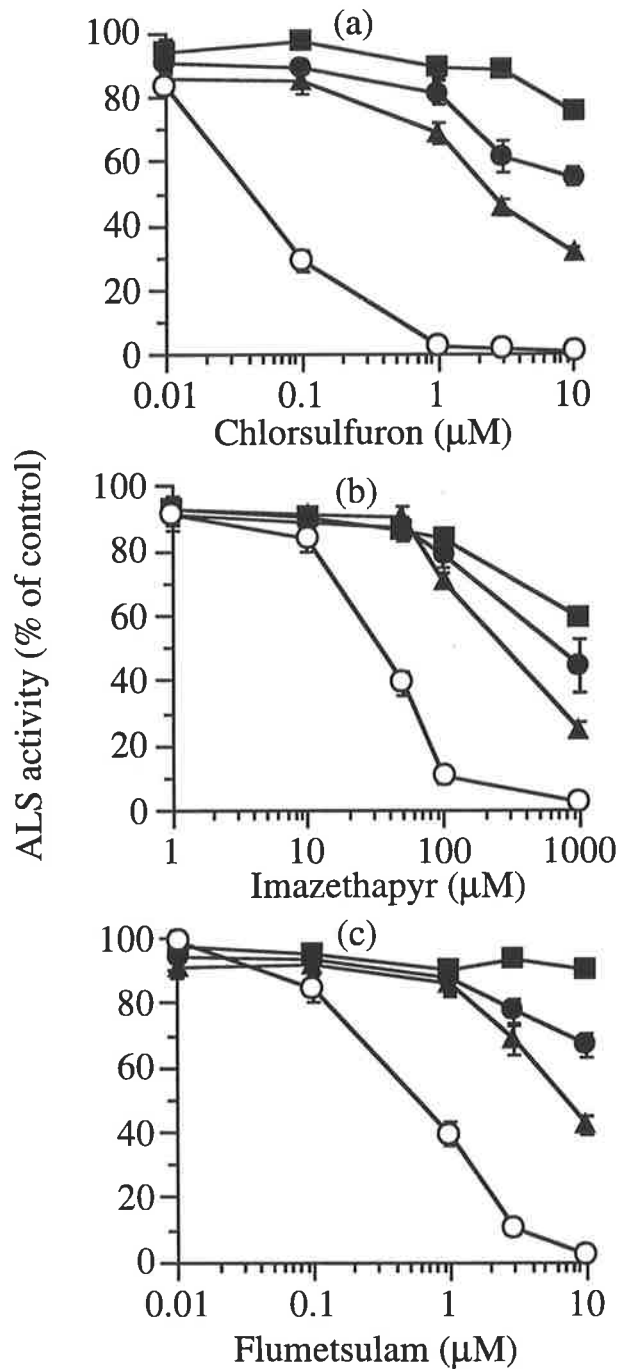 (a)
100
80
60
40
20
0
0.01 0.1 1 10
Chlorsulfuron (μM)
ALS activity (% of control)
(b)
100
80
60
40
20
0
1 10 100 1000
Imazethapyr (μM)
(c)
100
80
60
40
20
0
0.01 0.1 1 10
Flumetsulam (μM)